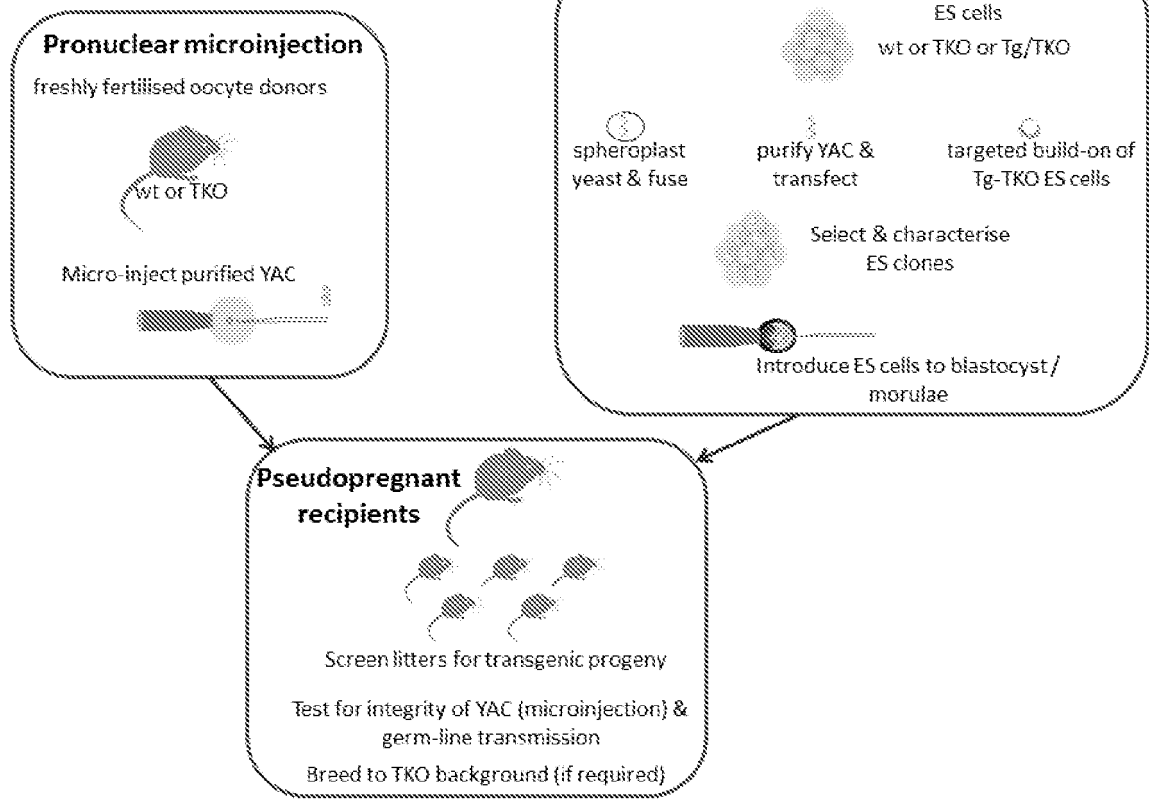 Pronuclear microinjection
freshly fertilised oocyte donors
wt or TKO
Micro-inject purified YAC
ES cells
wt or TKO or Tg/TKO
spheroplast
yeast & fuse
purify YAC &
transfect
targeted build-on of
Tg-TKO ES cells
Select & characterise
ES clones
Introduce ES cells to blastocyst/
morulae
Pseudopregnant
recipients
Screen litters for transgenic progeny
Test for integrity of YAC (microinjection) &
germ-line transmission
Breed to TKO background (if required)